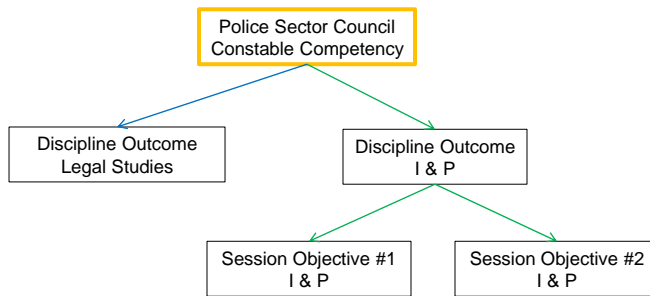 Police Sector Council
Constable Competency
Discipline Outcome
Legal Studies
Discipline Outcome
I & P
Session Objective #1
I & P
Session Objective #2
I & P